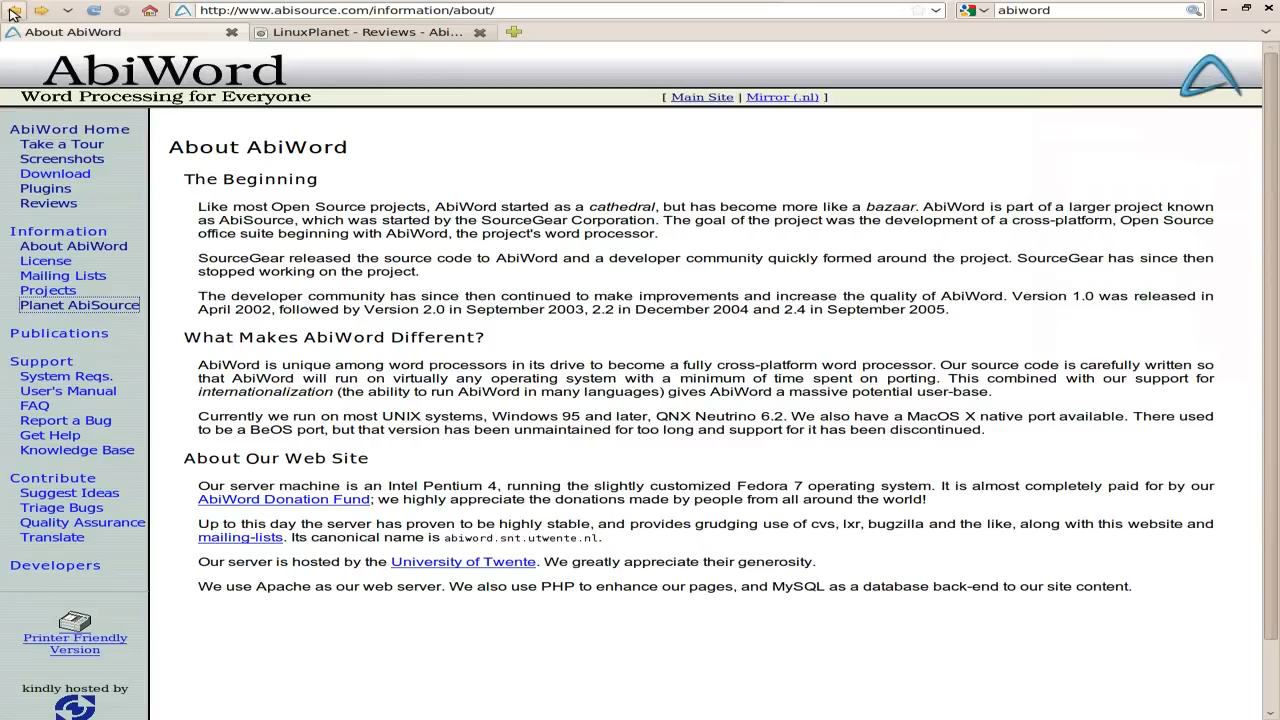 http://www.abisource.com/information/about/
abiword
About AbiWord
LinuxPlanet - Reviews - Abi...
AbiWord
Word Processing for Everyone
[ Main Site | Mirror (.nl) ]
AbiWord Home
Take a Tour
Screenshots
Download
Plugins
Reviews
Information
About AbiWord
License
Mailing Lists
Projects
Planet AbiSource
Publications
Support
System Reqs.
User's Manual
FAQ
Report a Bug
Get Help
Knowledge Base
Contribute
Suggest Ideas
Triage Bugs
Quality Assurance
Translate
Developers
Printer Friendly
Version
kindly hosted by
About AbiWord
The Beginning
Like most Open Source projects, AbiWord started as a cathedral, but has become more like a bazaar. AbiWord is part of a larger project known
as AbiSource, which was started by the SourceGear Corporation. The goal of the project was the development of a cross-platform, Open Source
office suite beginning with AbiWord, the project's word processor.
SourceGear released the source code to AbiWord and a developer community quickly formed around the project. SourceGear has since then
stopped working on the project.
The developer community has since then continued to make improvements and increase the quality of AbiWord. Version 1.0 was released in
April 2002, followed by Version 2.0 in September 2003, 2.2 in December 2004 and 2.4 in September 2005.
What Makes AbiWord Different?
AbiWord is unique among word processors in its drive to become a fully cross-platform word processor. Our source code is carefully written so
that AbiWord will run on virtually any operating system with a minimum of time spent on porting. This combined with our support for
internationalization (the ability to run AbiWord in many languages) gives AbiWord a massive potential user-base.
Currently we run on most UNIX systems, Windows 95 and later, QNX Neutrino 6.2. We also have a MacOS X native port available. There used
to be a BeOS port, but that version has been unmaintained for too long and support for it has been discontinued.
About Our Web Site
Our server machine is an Intel Pentium 4, running the slightly customized Fedora 7 operating system. It is almost completely paid for by our
AbiWord Donation Fund; we highly appreciate the donations made by people from all around the world!
Up to this day the server has proven to be highly stable, and provides grudging use of cvs, lxr, bugzilla and the like, along with this website and
mailing-lists. Its canonical name is abiword.snt.utwente.nl.
Our server is hosted by the University of Twente. We greatly appreciate their generosity.
We use Apache as our web server. We also use PHP to enhance our pages, and MySQL as a database back-end to our site content.